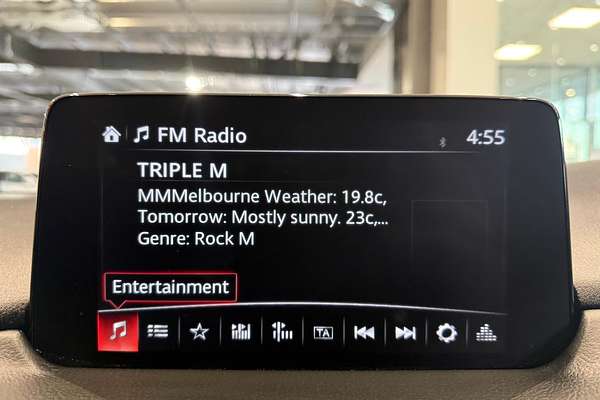 FM Radio
4:55
TRIPLE M
MMMelbourne Weather: 19.8c,
Tomorrow: Mostly sunny. 23c,...
Genre: Rock M
Entertainment
TA